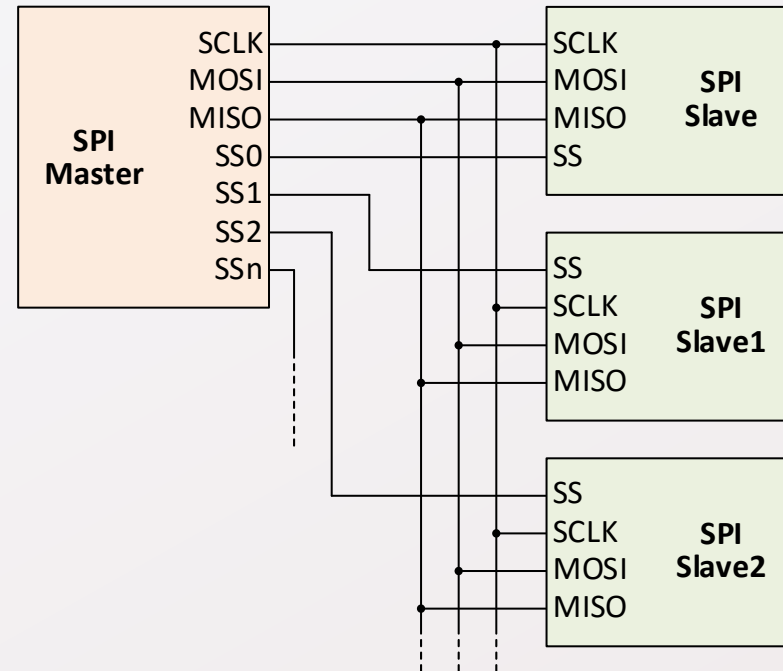 SPI
Master
SCLK
MOSI
MISO
SS0
SS1
SS2
SSn
SCLK
MOSI
MISO
SS
SPI
Slave
SS
SCLK
MOSI
MISO
SPI
Slave1
SS
SCLK
MOSI
MISO
SPI
Slave2